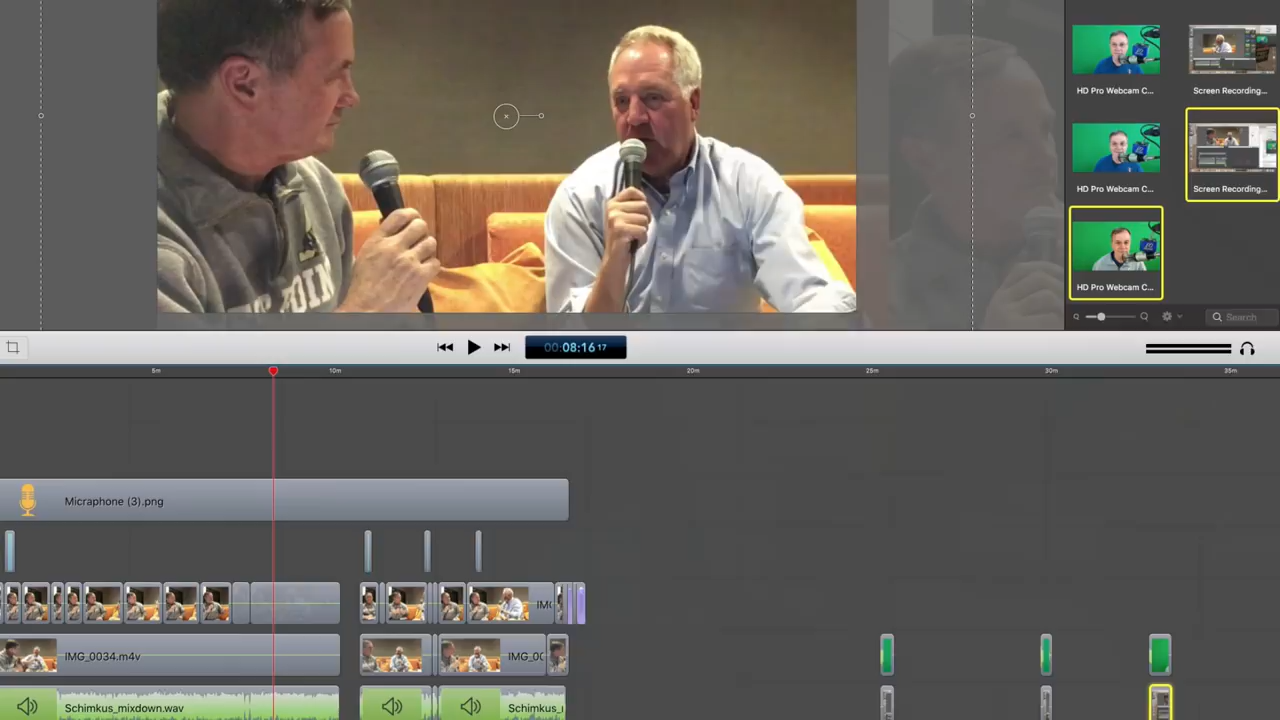 HD Pro Webcam C...
Screen Recording...
HD Pro Webcam C...
Screen Recording...
HD Pro Webcam C...
Search
00:08:16 17
5m
10m
15m
20m
25m
30m
35m
Microphone (3).png
IMG_0034.m4v
Schimkus_mixdown.wav